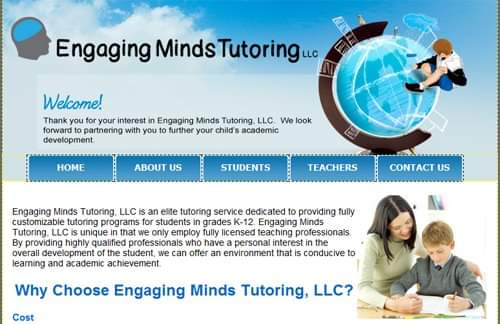 Engaging Minds Tutoring LLC
Welcome!
Thank you for your interest in Engaging Minds Tutoring, LLC. We look
forward to partnering with you to further your child's academic
development.
HOME ABOUT US STUDENTS TEACHERS CONTACT US
Engaging Minds Tutoring, LLC is an elite tutoring service dedicated to providing fully
customizable tutoring programs for students in grades K-12. Engaging Minds
Tutoring, LLC is unique in that we only employ fully licensed teaching professionals.
By providing highly qualified professionals who have a personal interest in the
overall development of the student, we can offer an environment that is conducive to
learning and academic achievement.
Why Choose Engaging Minds Tutoring, LLC?
Cost